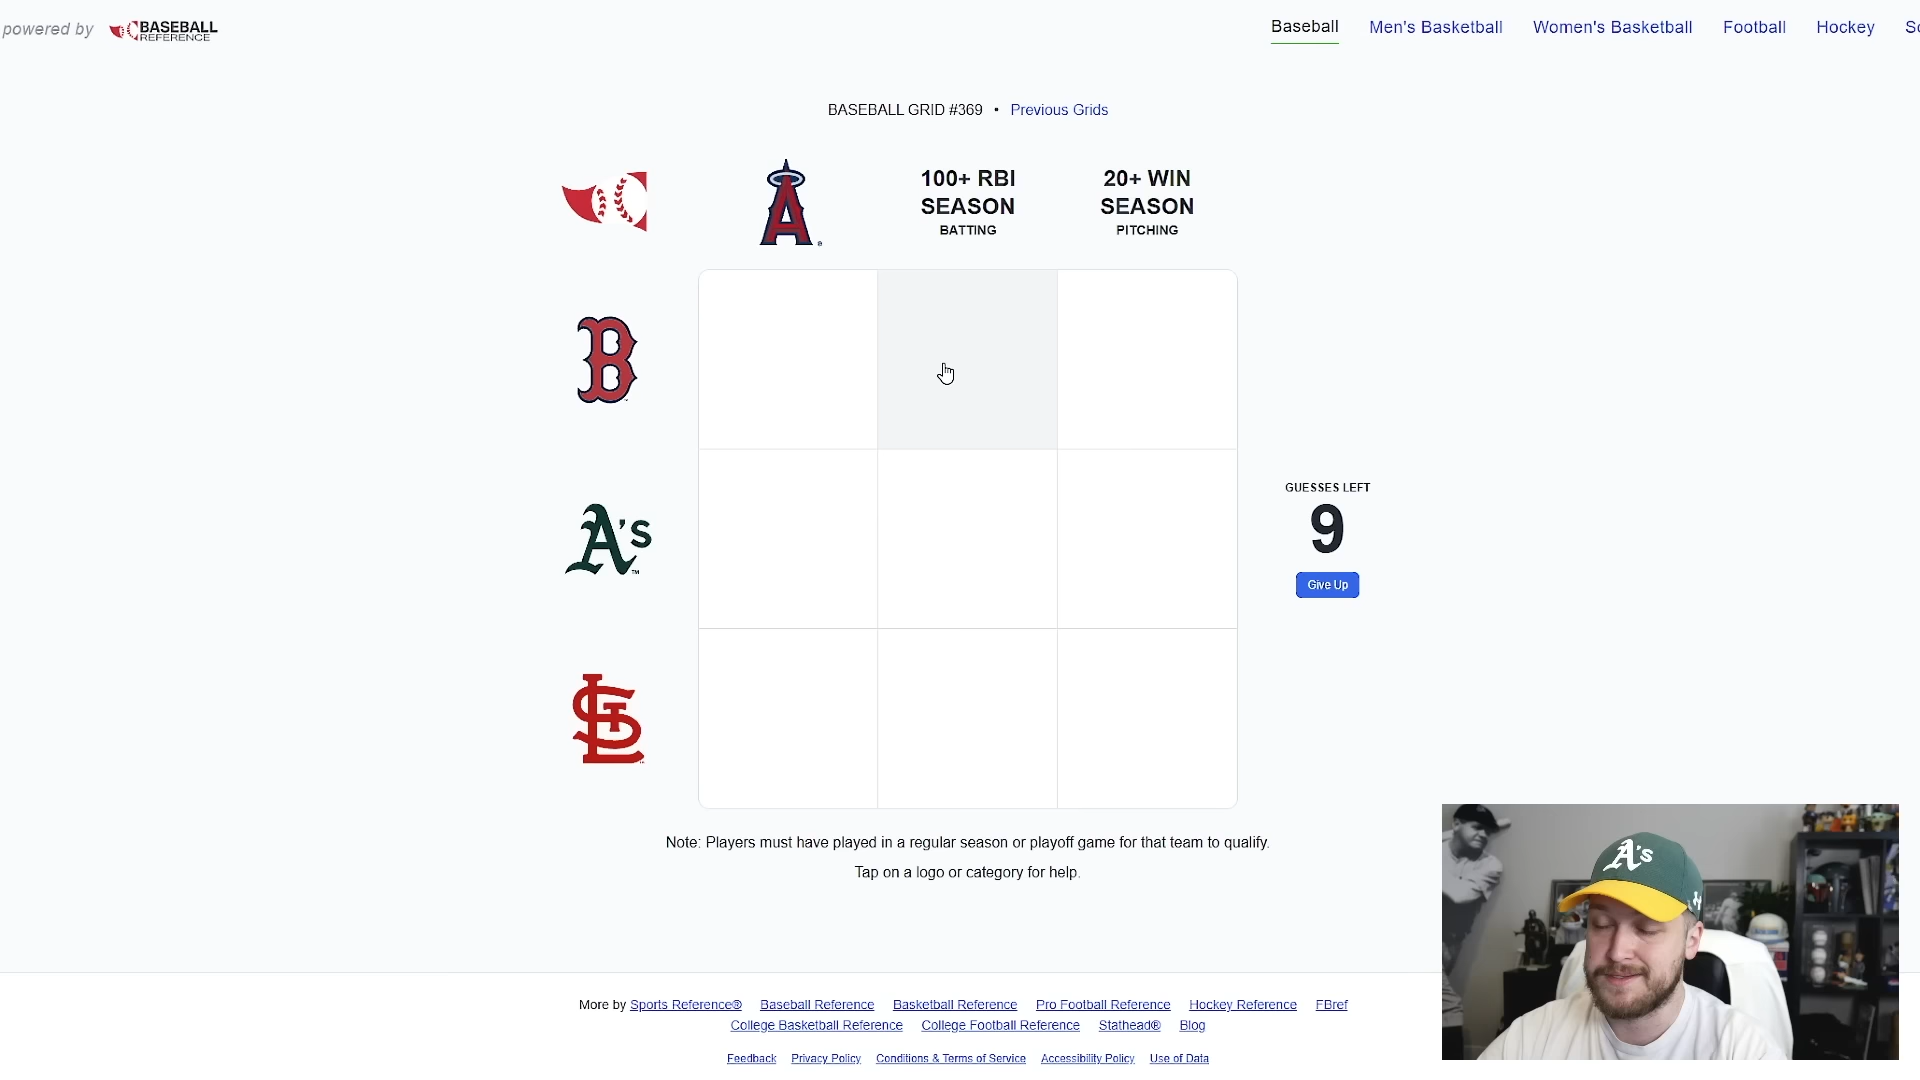 powered by BASEBALL REFERENCE
Baseball Men's Basketball Women's Basketball Football Hockey
BASEBALL GRID #369 • Previous Grids
A
100+ RBI
SEASON
BATTING
20+ WIN
SEASON
PITCHING
B
A's
STL
GUESSES LEFT
9
Give Up
Note: Players must have played in a regular season or playoff game for that team to qualify.
Tap on a logo or category for help.
A's
More by Sports Reference® Baseball Reference Basketball Reference Pro Football Reference Hockey Reference FBref
College Basketball Reference College Football Reference Stathead® Blog
Feedback Privacy Policy Conditions & Terms of Service Accessibility Policy Use of Data